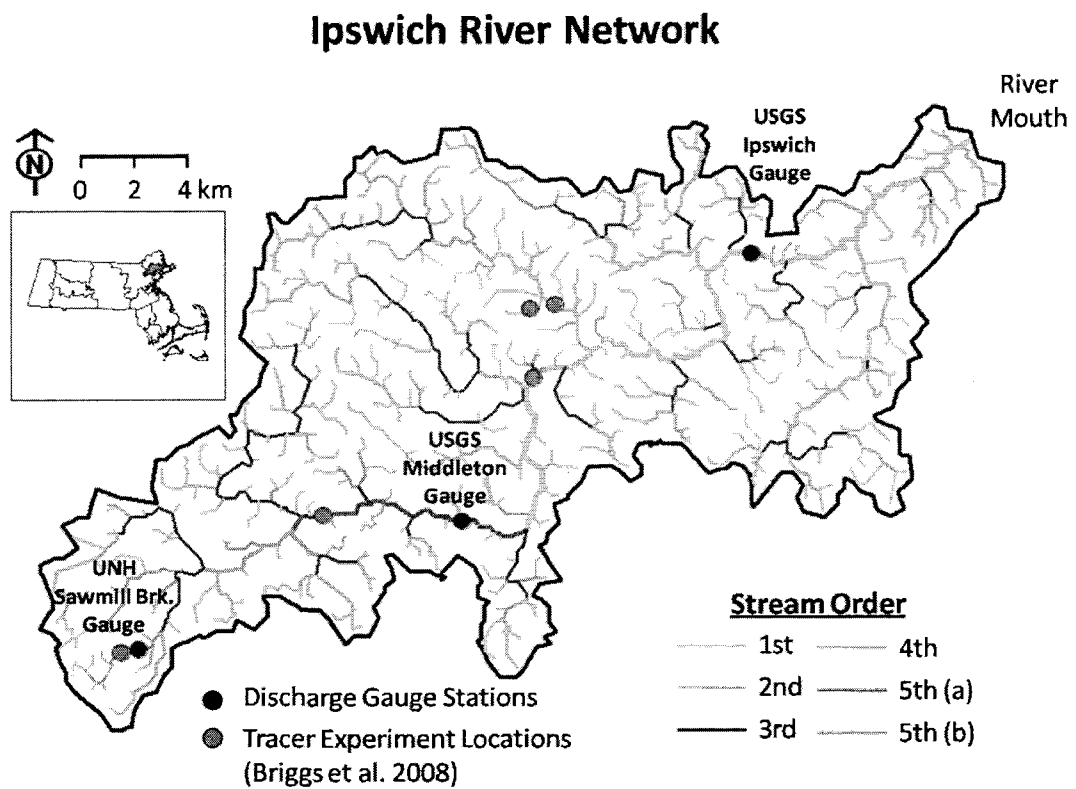 Ipswich River Network
River
Mouth
USGS
Ipswich
Gauge
N
0 2 4 km
USGS
Middleton
Gauge
UNH
Sawmill Brk.
Gauge
Discharge Gauge Stations
Tracer Experiment Locations
(Briggs et al. 2008)
Stream Order
1st
2nd
3rd
4th
5th (a)
5th (b)